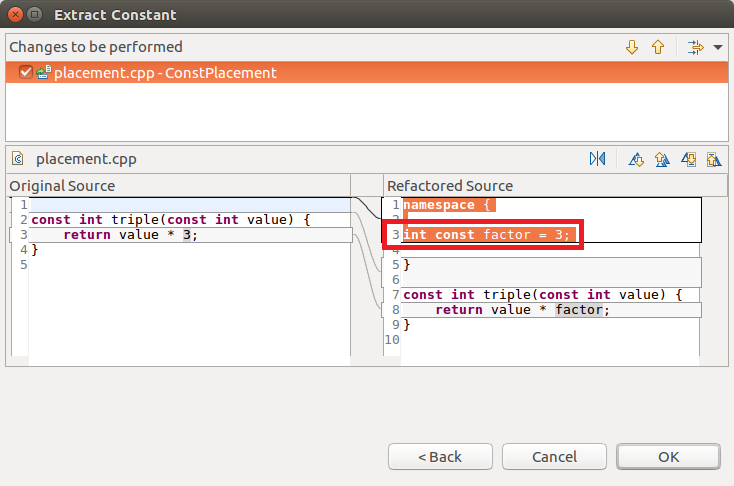 Extract Constant
Changes to be performed
placement.cpp - ConstPlacement
placement.cpp
Original Source
1
2 const int triple(const int value) {
3 return value * 3;
4 }
5
Refactored Source
1 namespace {
2
3 int const factor = 3;
4
5 }
6
7 const int triple(const int value) {
8 return value * factor;
9 }
10
< Back
Cancel
OK